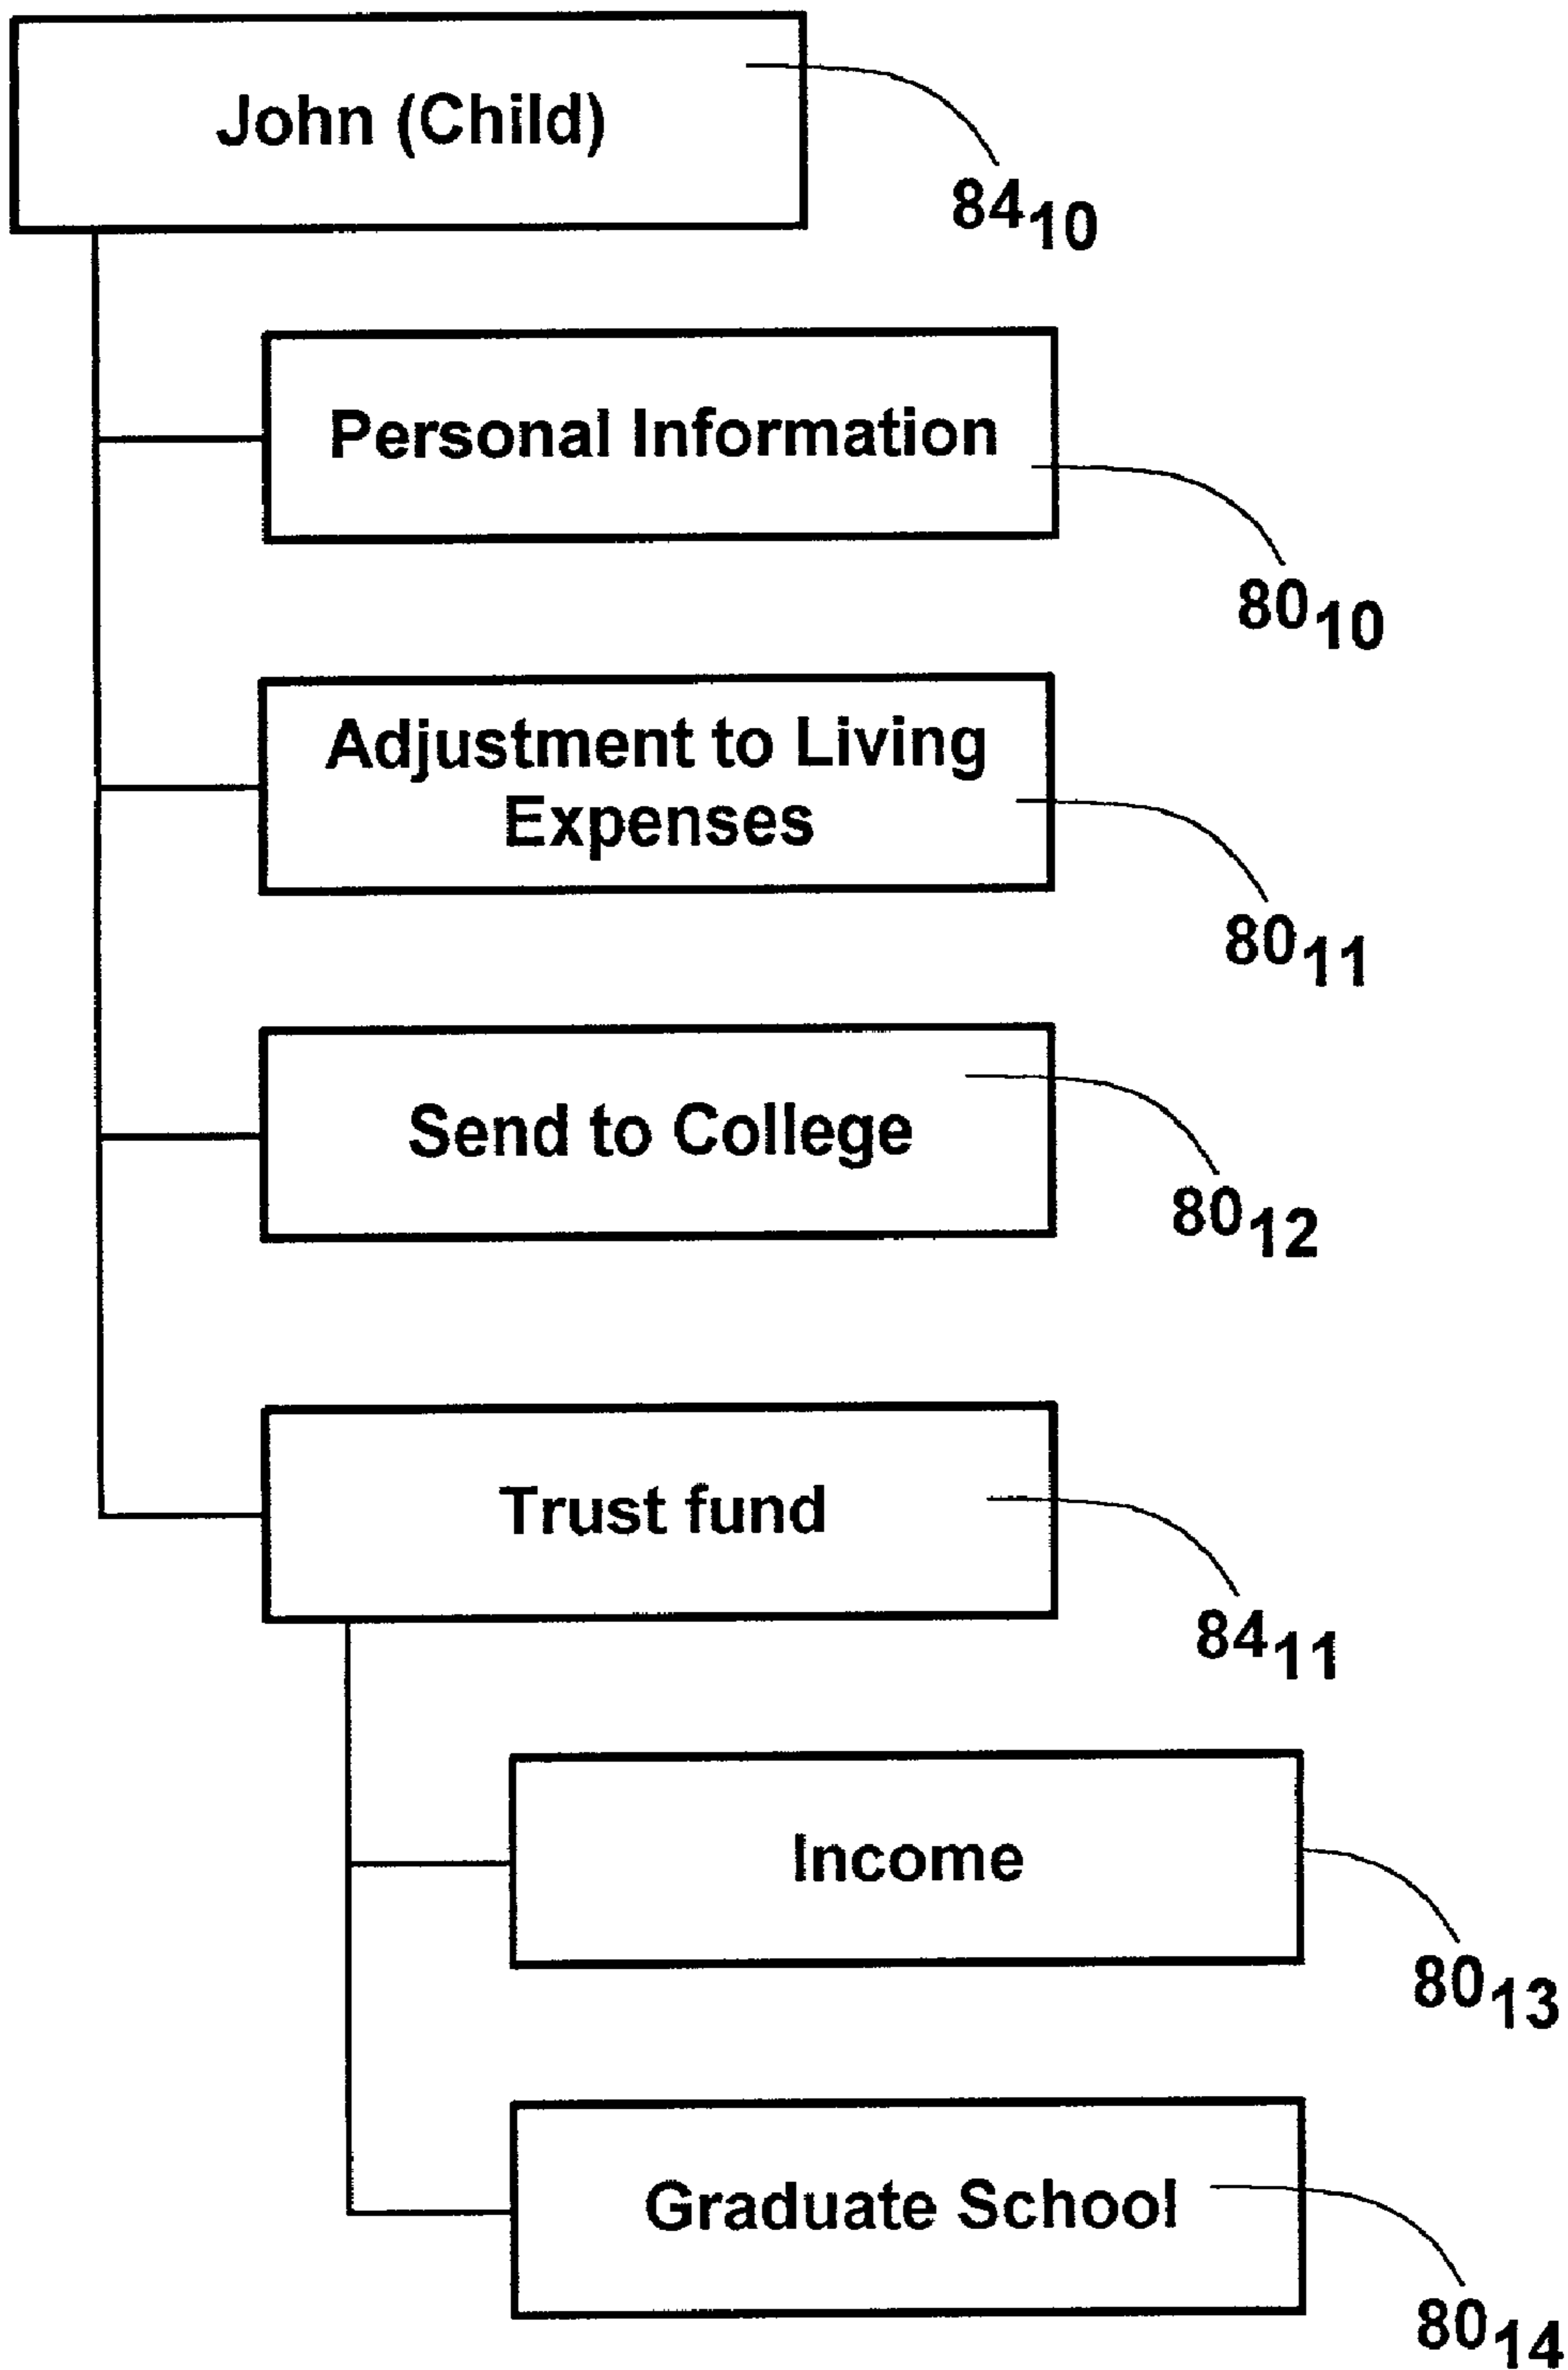 John (Child)
84₁₀
Personal Information
80₁₀
Adjustment to Living
Expenses
80₁₁
Send to College
80₁₂
Trust fund
84₁₁
Income
80₁₃
Graduate School
80₁₄